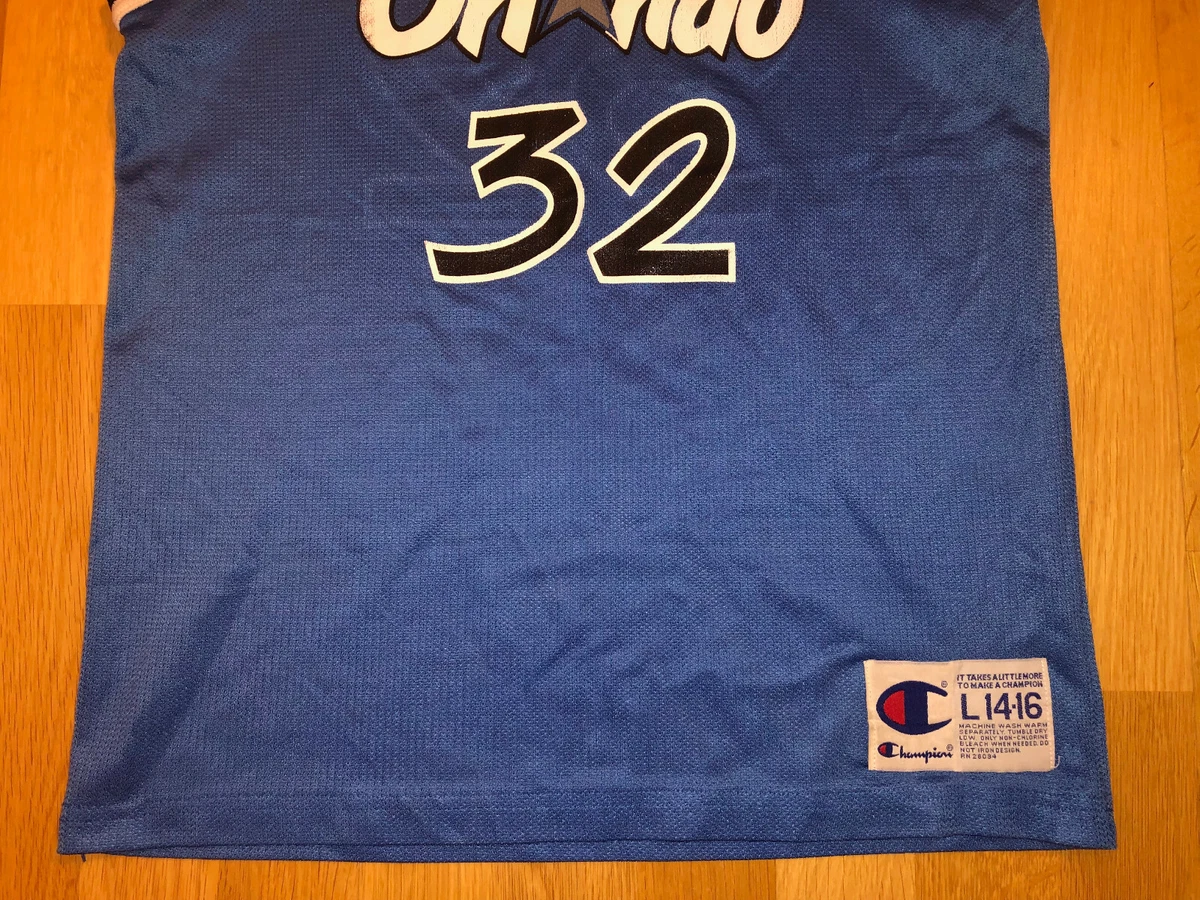 Orlando
32
IT TAKES A LITTLE MORE
TO MAKE A CHAMPION
L 14-16
MACHINE WASH WARM
SEPARATELY. TUMBLE DRY
LOW. ONLY NON-CHLORINE
BLEACH WHEN NEEDED. DO
NOT IRON DESIGN.
RN 26094
Champion